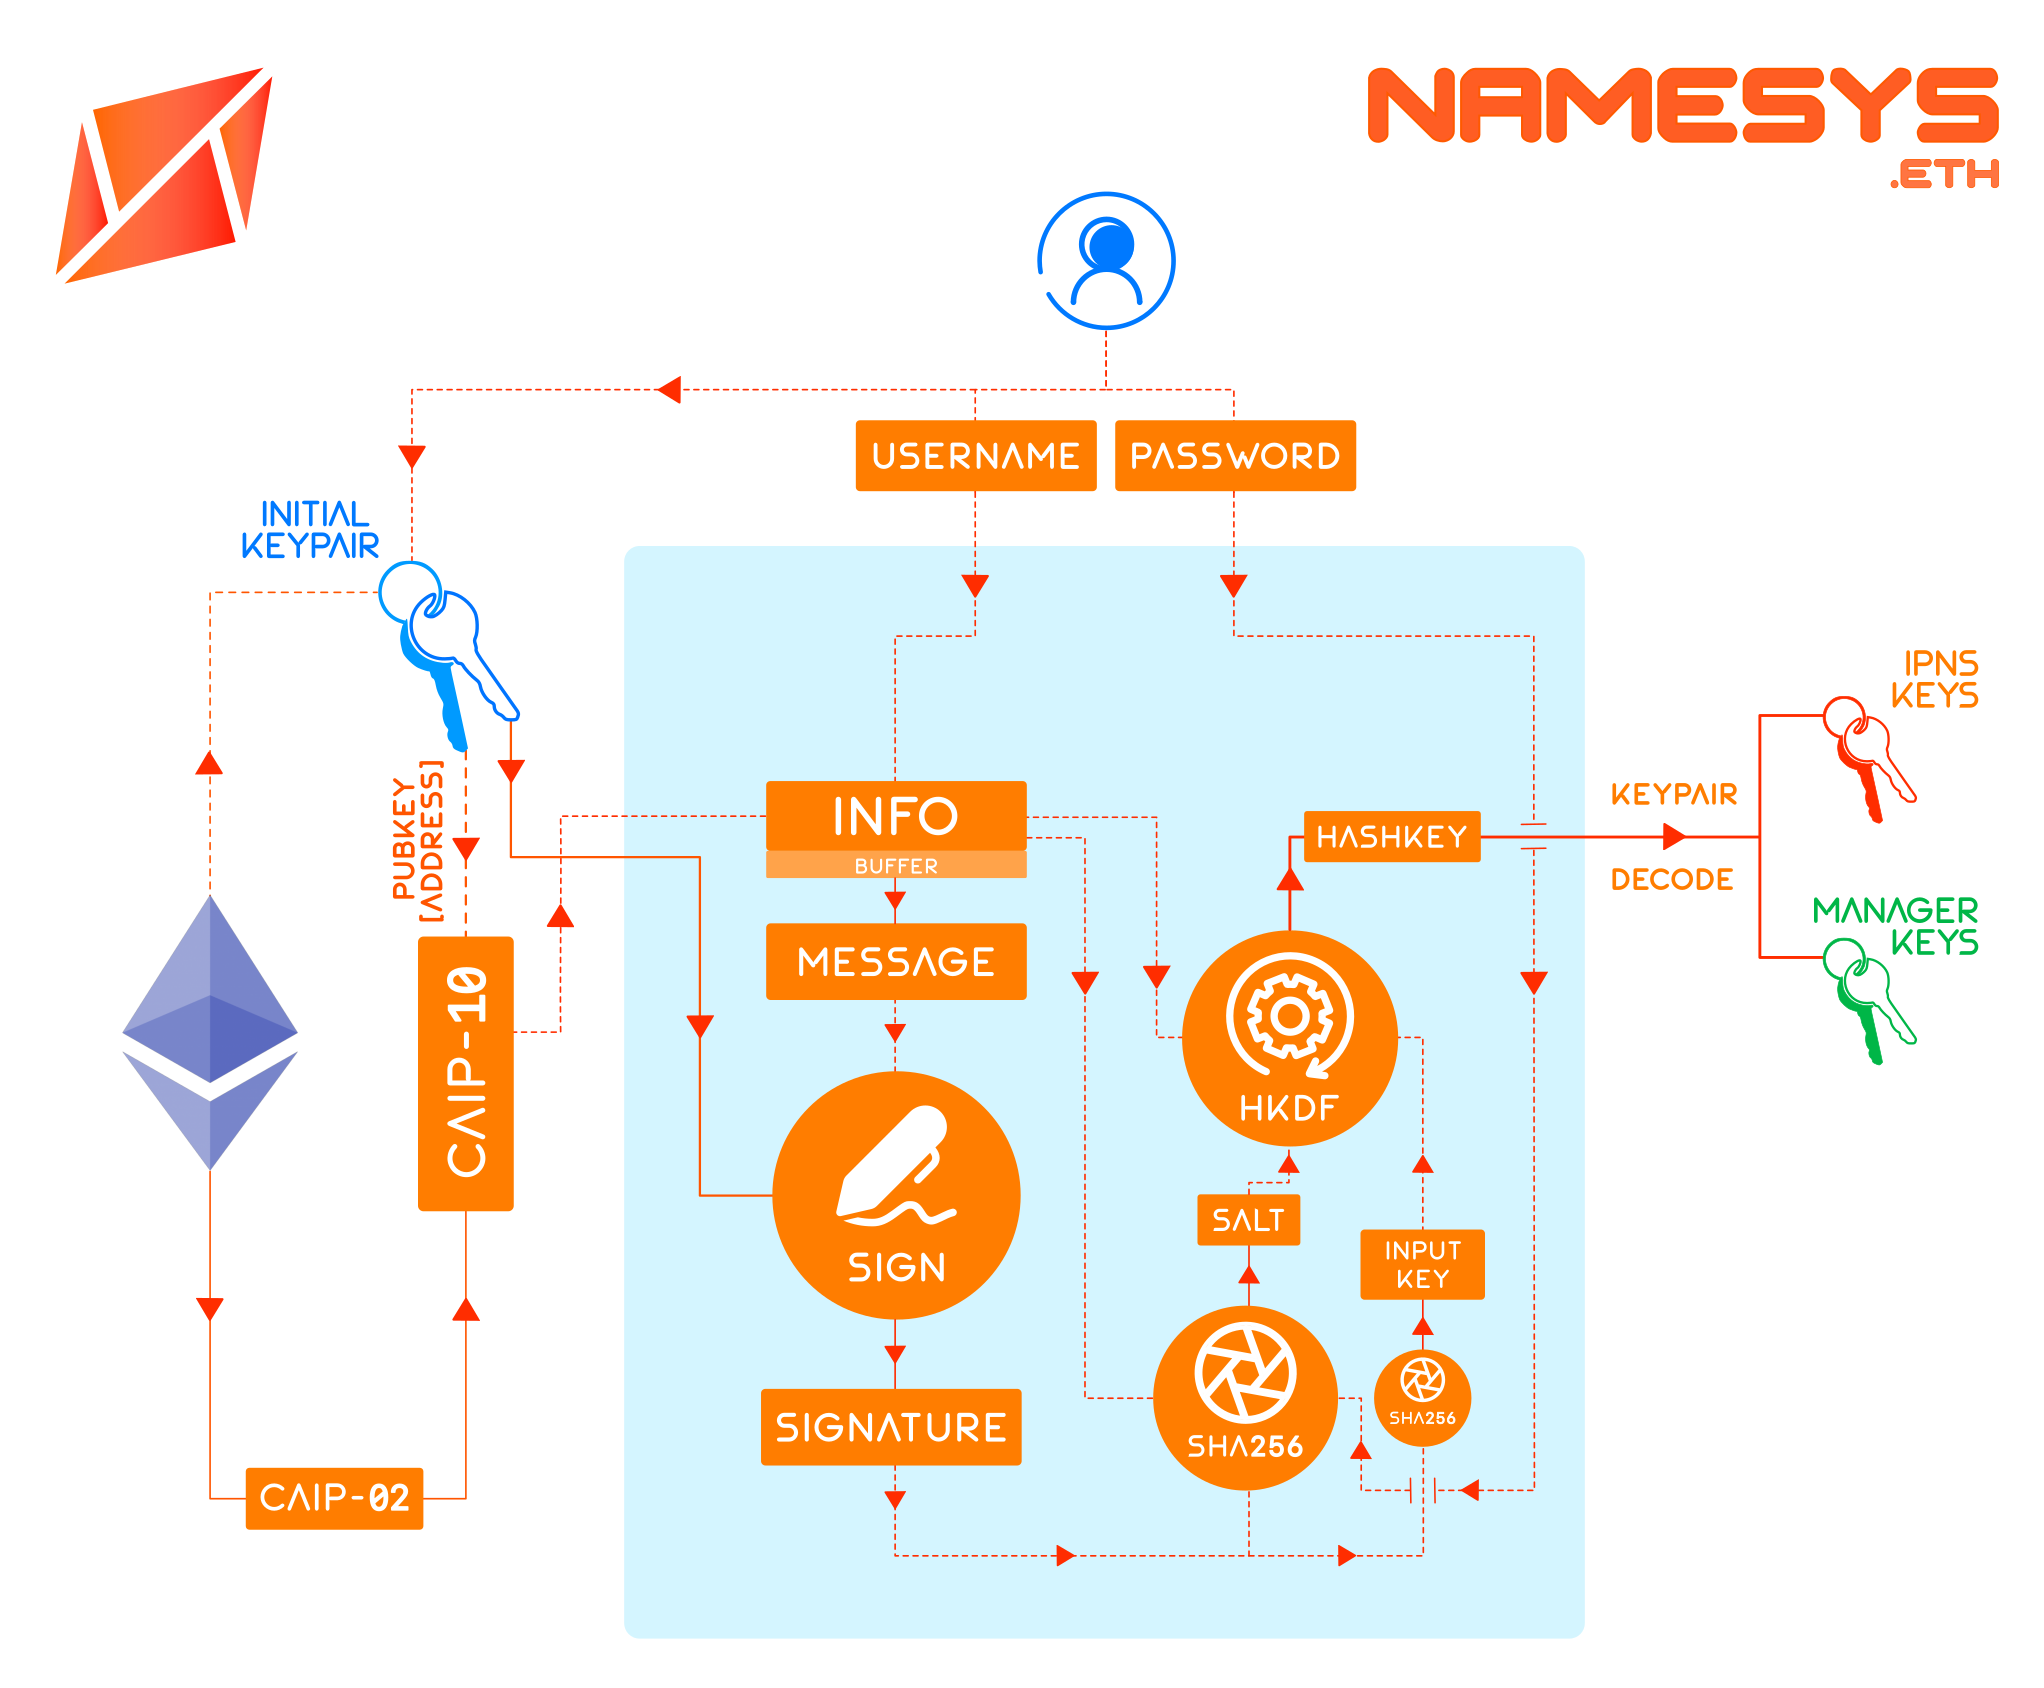 NAMESYS
.ETH
USERNAME
PASSWORD
INITIAL
KEYPAIR
IPNS
KEYS
PUBKEY
[ADDRESS]
INFO
BUFFER
KEYPAIR
HASHKEY
DECODE
MESSAGE
MANAGER
KEYS
CAIP-10
HKDF
SALT
INPUT
KEY
SIGN
SIGNATURE
SHA256
SHA256
CAIP-02